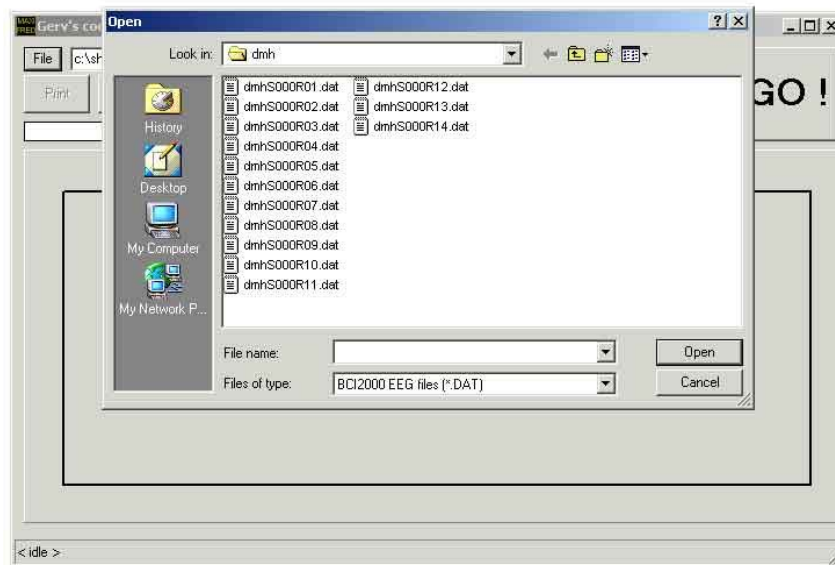 MAX
FRED
Gerv's co
Open
File
c:\sh
Look in:
dmh
Print
GO !
History
Desktop
My Computer
My Network P...
dmhS000R01.dat
dmhS000R02.dat
dmhS000R03.dat
dmhS000R04.dat
dmhS000R05.dat
dmhS000R06.dat
dmhS000R07.dat
dmhS000R08.dat
dmhS000R09.dat
dmhS000R10.dat
dmhS000R11.dat
dmhS000R12.dat
dmhS000R13.dat
dmhS000R14.dat
File name:
Open
Files of type:
BCI2000 EEG files (*.DAT)
Cancel
< idle >